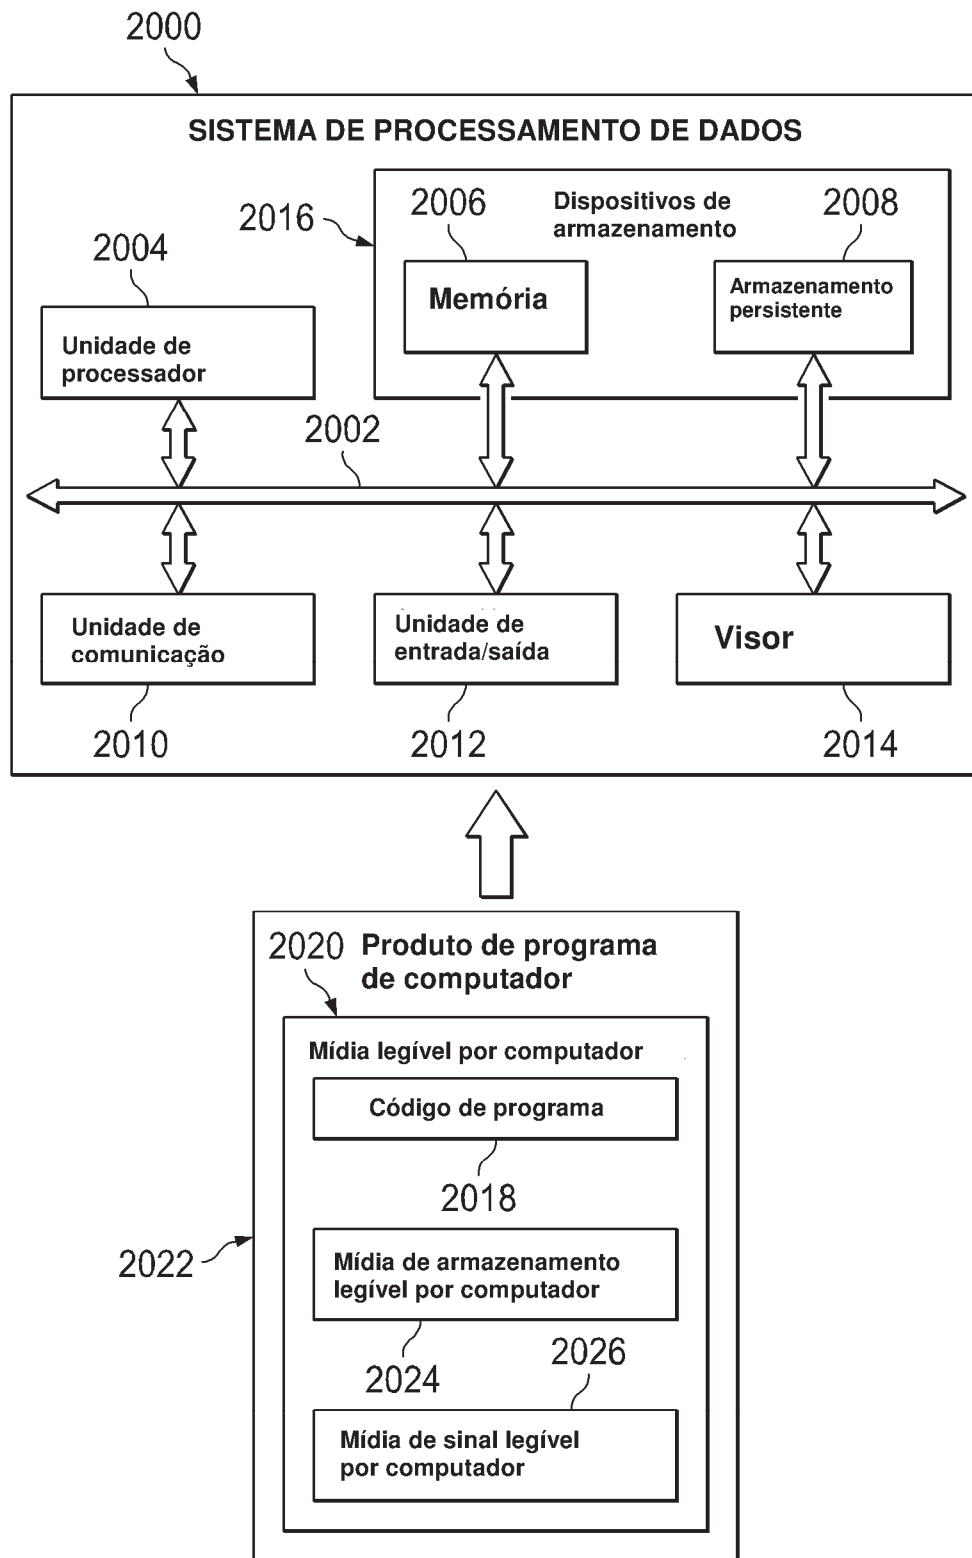 2000
SISTEMA DE PROCESSAMENTO DE DADOS
2016
2006
Dispositivos de
armazenamento
2008
2004
Memória
Armazenamento
persistente
Unidade de
processador
2002
Unidade de
comunicação
Unidade de
entrada/saída
Visor
2010
2012
2014
2020
Produto de programa
de computador
Mídia legível por computador
Código de programa
2018
2022
Mídia de armazenamento
legível por computador
2024
2026
Mídia de sinal legível
por computador